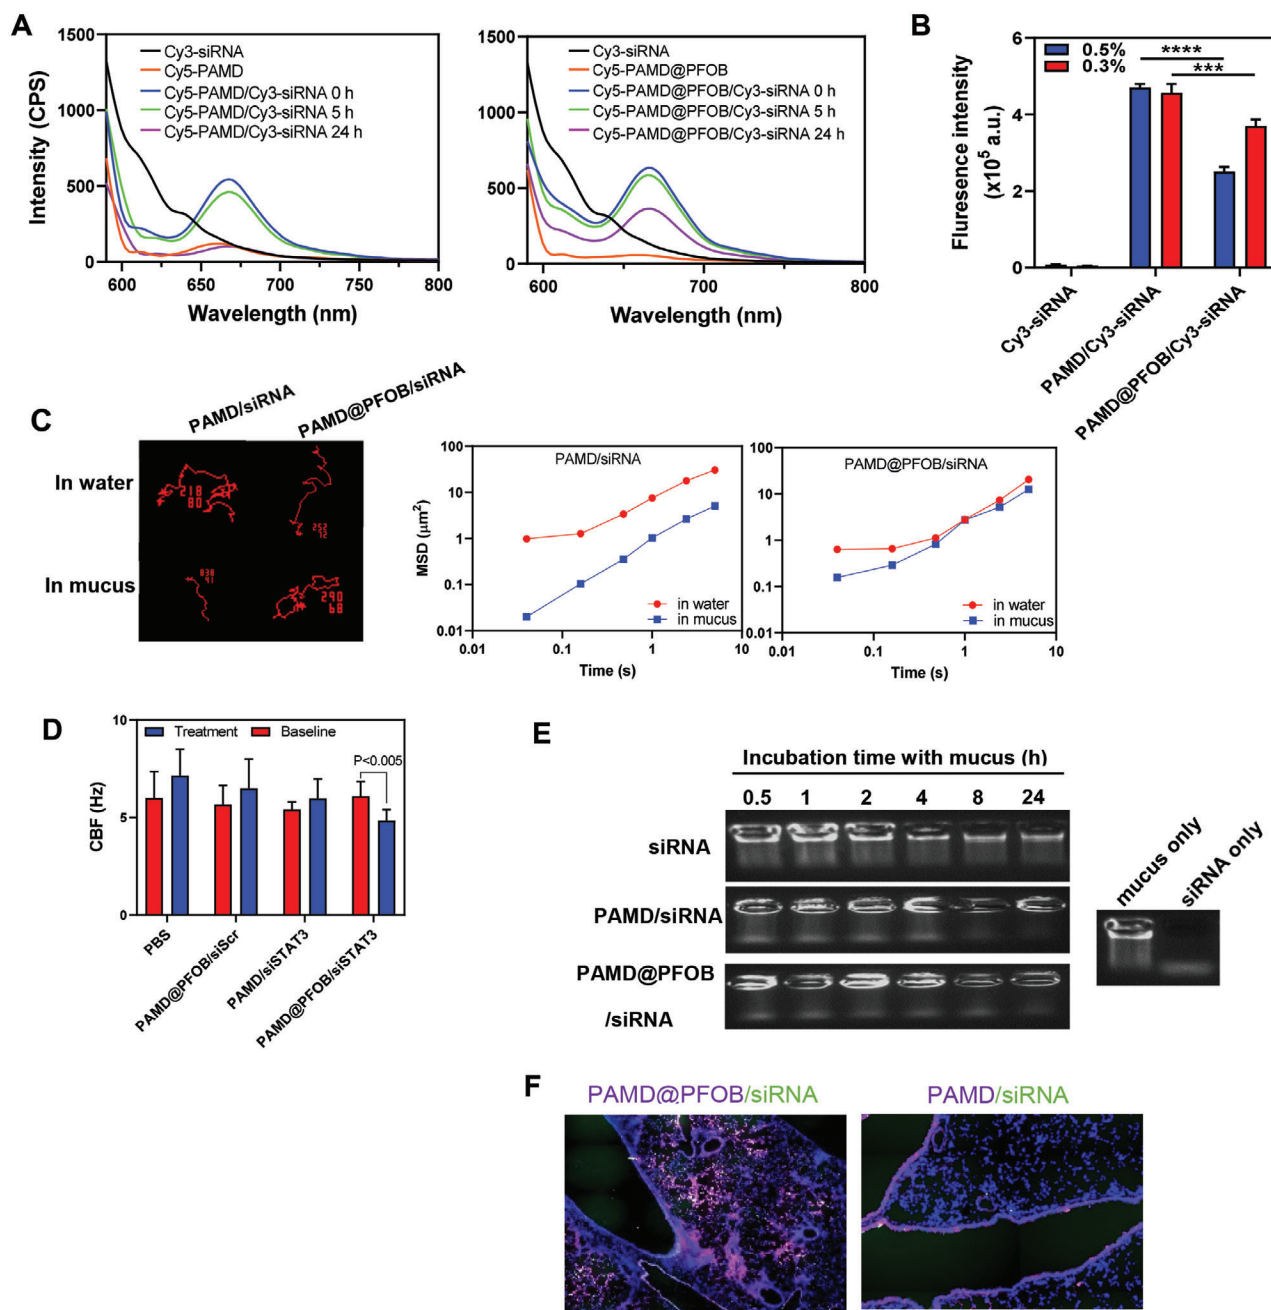 A
1500
1000
500
0
Intensity (CPS)
Cy3-siRNA
Cy5-PAMD
Cy5-PAMD/Cy3-siRNA 0 h
Cy5-PAMD/Cy3-siRNA 5 h
Cy5-PAMD/Cy3-siRNA 24 h
600 650 700 750 800
Wavelength (nm)
1500
1000
500
0
Cy3-siRNA
Cy5-PAMD@PFOB
Cy5-PAMD@PFOB/Cy3-siRNA 0 h
Cy5-PAMD@PFOB/Cy3-siRNA 5 h
Cy5-PAMD@PFOB/Cy3-siRNA 24 h
600 700 800
Wavelength (nm)
B
6
4
2
0
Fluresence intensity
(x10⁵ a.u.)
0.5%
0.3%
****
***
Cy3-siRNA
PAMD/Cy3-siRNA
PAMD@PFOB/Cy3-siRNA
C
PAMD/siRNA
PAMD@PFOB/siRNA
In water
In mucus
218
80
252
72
838
41
290
68
MSD (μm²)
100
10
1
0.1
0.01
PAMD/siRNA
in water
in mucus
0.01 0.1 1 10
Time (s)
100
10
1
0.1
0.01
PAMD@PFOB/siRNA
in water
in mucus
0.01 0.1 1 10
Time (s)
D
10
5
0
CBF (Hz)
Treatment Baseline
P<0.005
PBS
PAMD@PFOB/siScr
PAMD/siSTAT3
PAMD@PFOB/siSTAT3
E
Incubation time with mucus (h)
0.5 1 2 4 8 24
siRNA
PAMD/siRNA
PAMD@PFOB
/siRNA
mucus only
siRNA only
F
PAMD@PFOB/siRNA
PAMD/siRNA